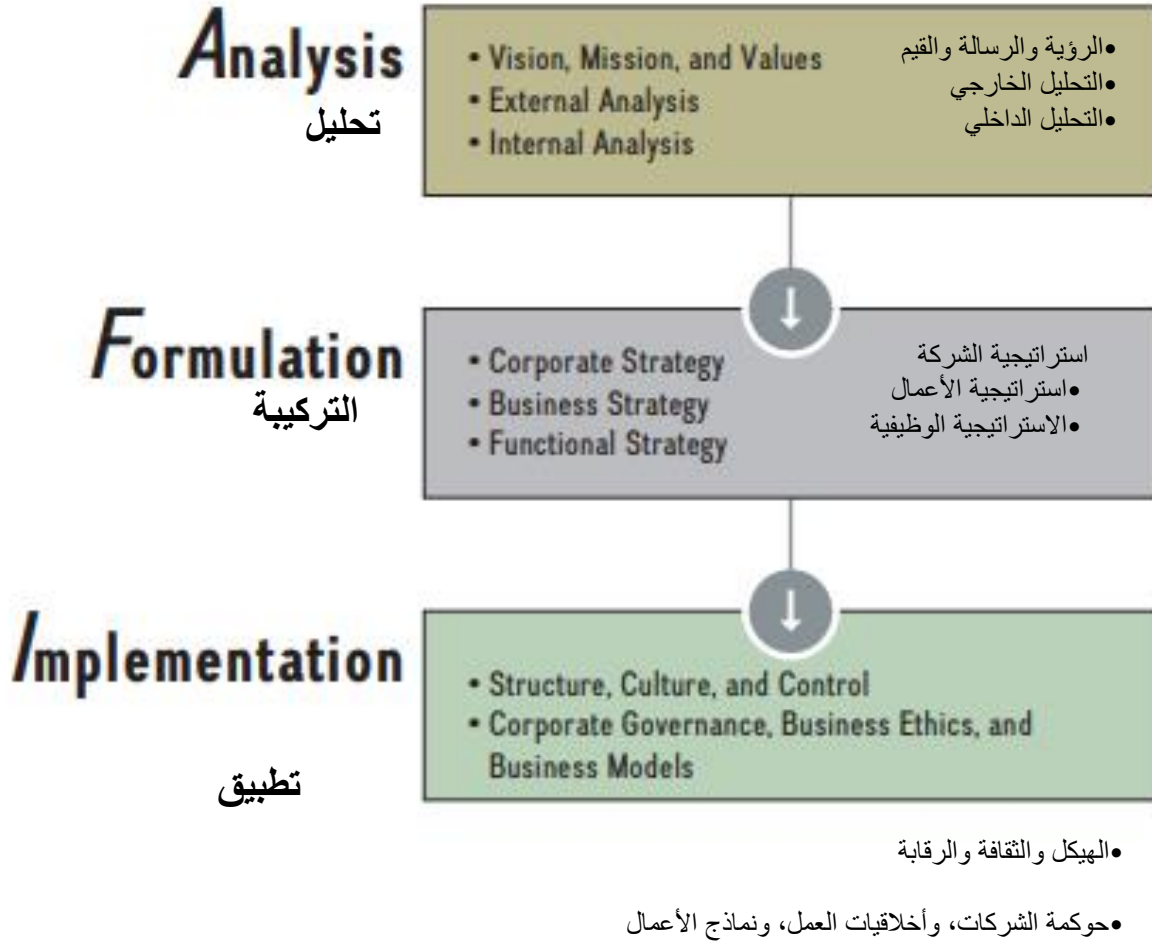 Analysis
تحليل
• Vision, Mission, and Values
• External Analysis
• Internal Analysis
•الرؤية والرسالة والقيم
•التحليل الخارجي
•التحليل الداخلي
Formulation
التركيبة
• Corporate Strategy
• Business Strategy
• Functional Strategy
استراتيجية الشركة
•استراتيجية الأعمال
•الاستراتيجية الوظيفية
Implementation
تطبيق
• Structure, Culture, and Control
• Corporate Governance, Business Ethics, and
Business Models
•الهيكل والثقافة والرقابة
•حوكمة الشركات، وأخلاقيات العمل، ونماذج الأعمال